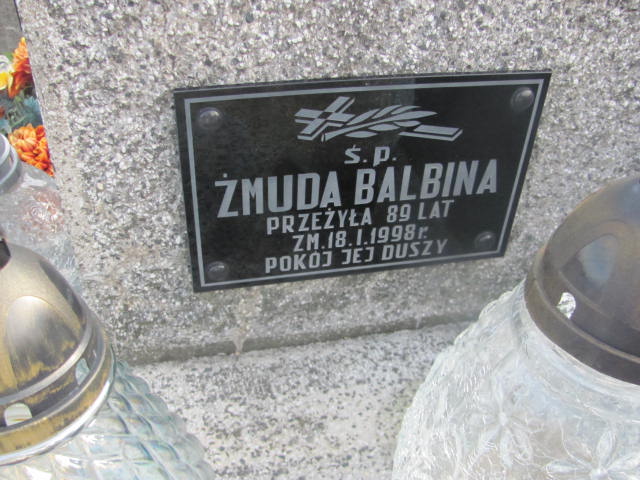 ś.p.
ŻMUDA BALBINA
PRZEŻYŁA 89 LAT
ZM.18.I.1998r.
POKÓJ JEJ DUSZY